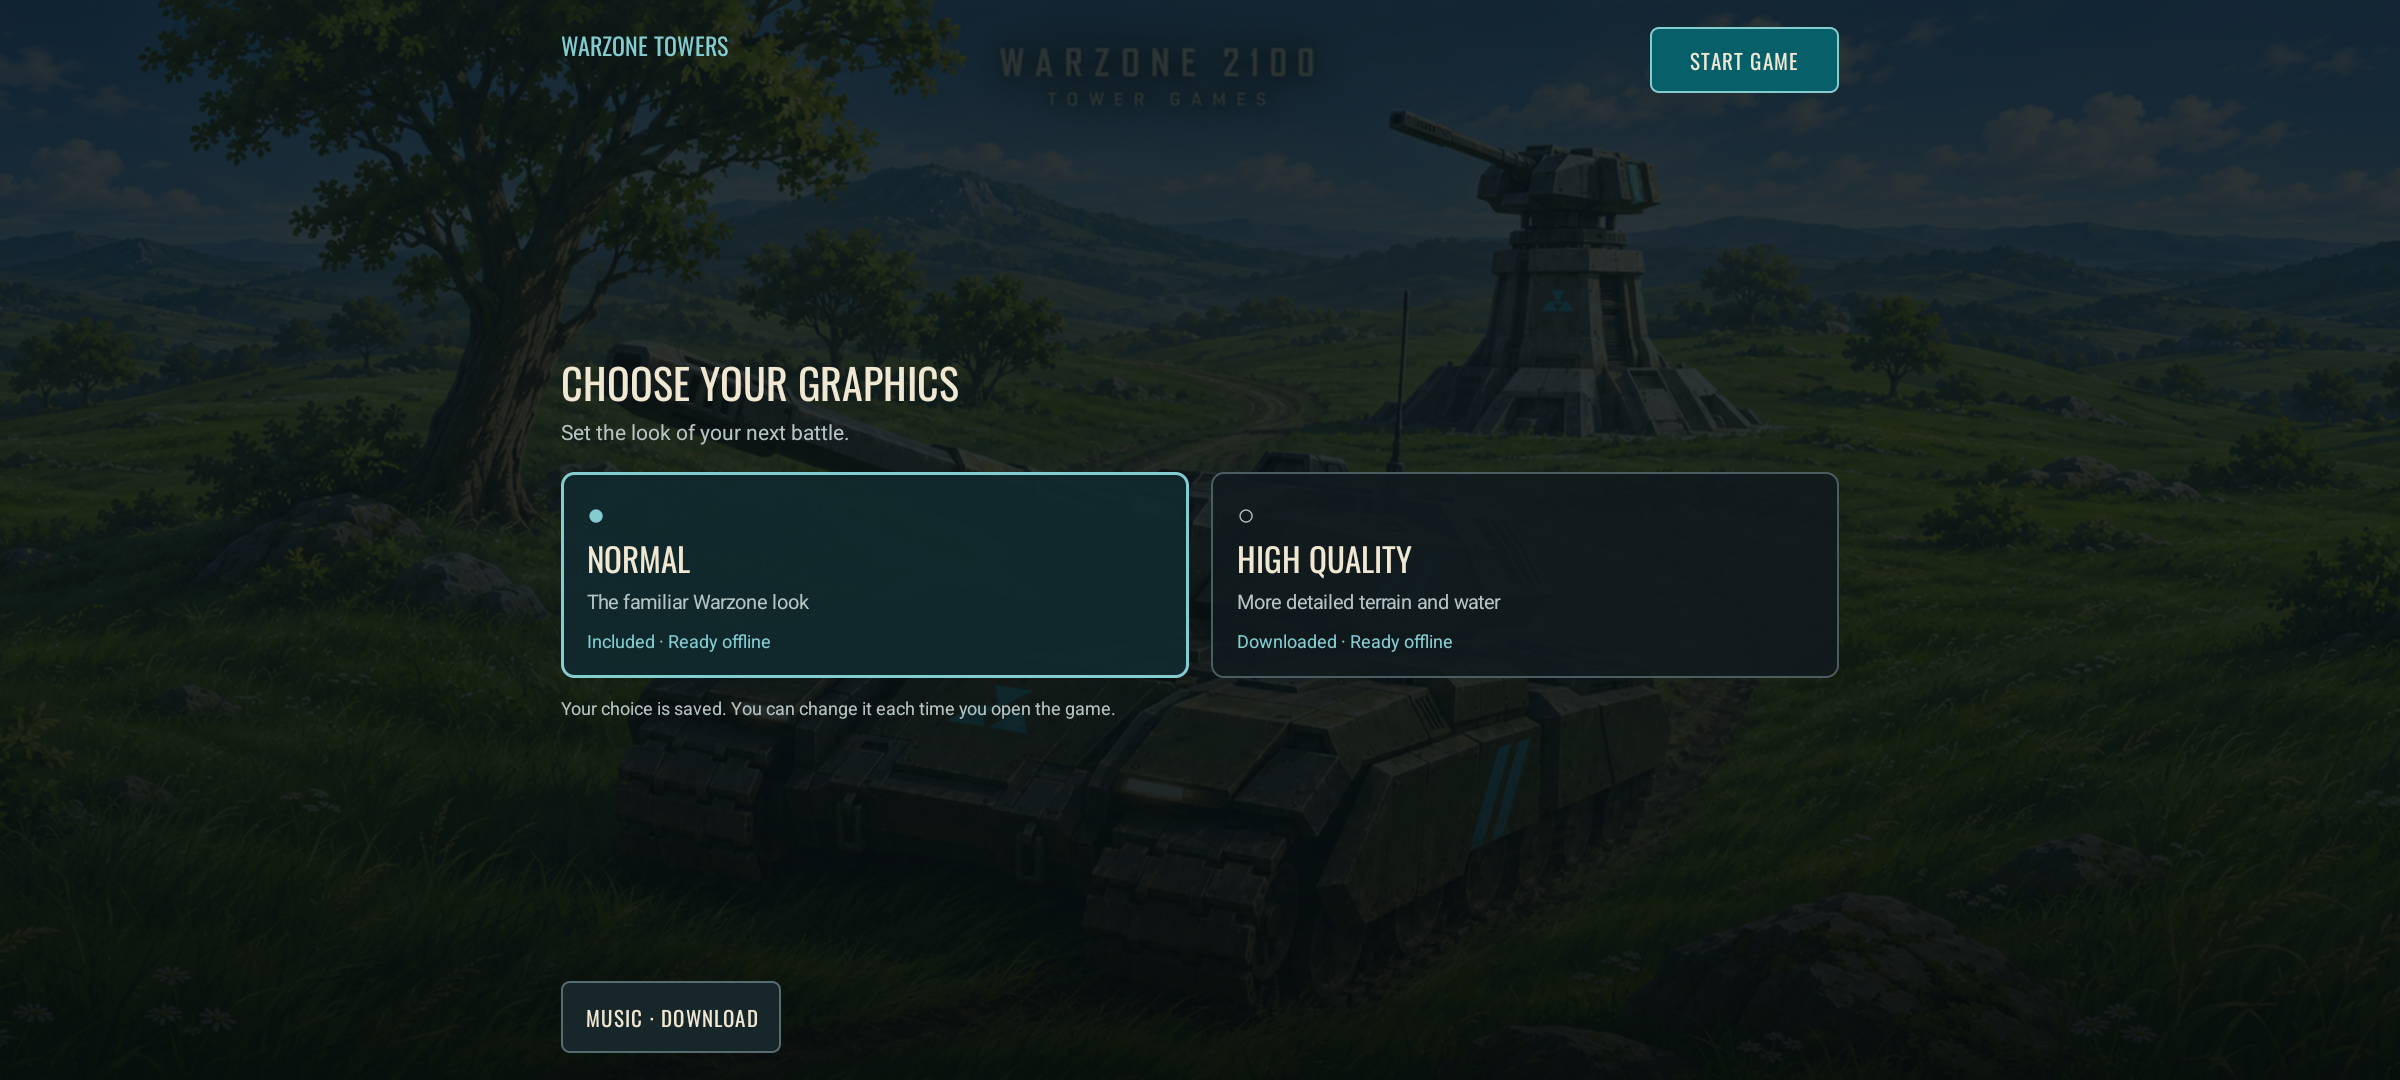 WARZONE TOWERS
WARZONE 2100
TOWER GAMES
START GAME
CHOOSE YOUR GRAPHICS
Set the look of your next battle.
NORMAL
The familiar Warzone look
Included · Ready offline
HIGH QUALITY
More detailed terrain and water
Downloaded · Ready offline
Your choice is saved. You can change it each time you open the game.
MUSIC · DOWNLOAD